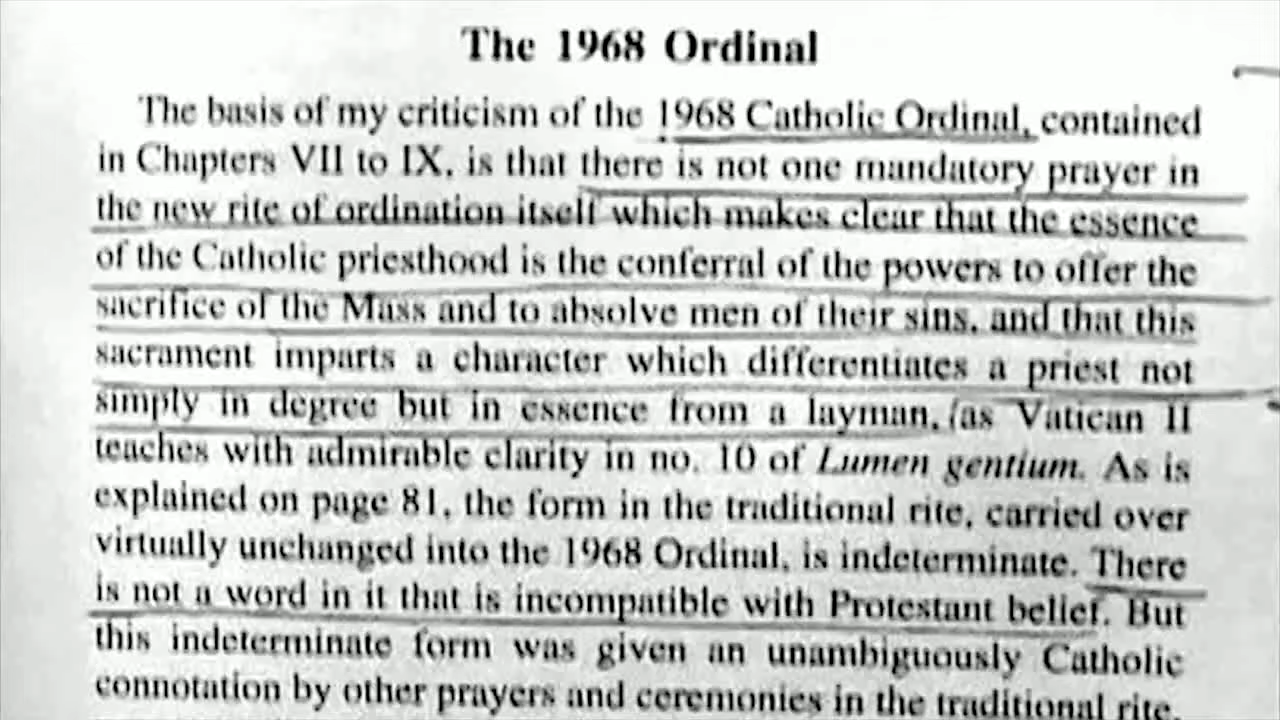 The 1968 Ordinal
The basis of my criticism of the 1968 Catholic Ordinal, contained
in Chapters VII to IX, is that there is not one mandatory prayer in
the new rite of ordination itself which makes clear that the essence
of the Catholic priesthood is the conferral of the powers to offer the
sacrifice of the Mass and to absolve men of their sins, and that this
sacrament imparts a character which differentiates a priest not
simply in degree but in essence from a layman, (as Vatican II
teaches with admirable clarity in no. 10 of Lumen gentium. As is
explained on page 81, the form in the traditional rite, carried over
virtually unchanged into the 1968 Ordinal, is indeterminate. There
is not a word in it that is incompatible with Protestant belief. But
this indeterminate form was given an unambiguously Catholic
connotation by other prayers and ceremonies in the traditional rite,